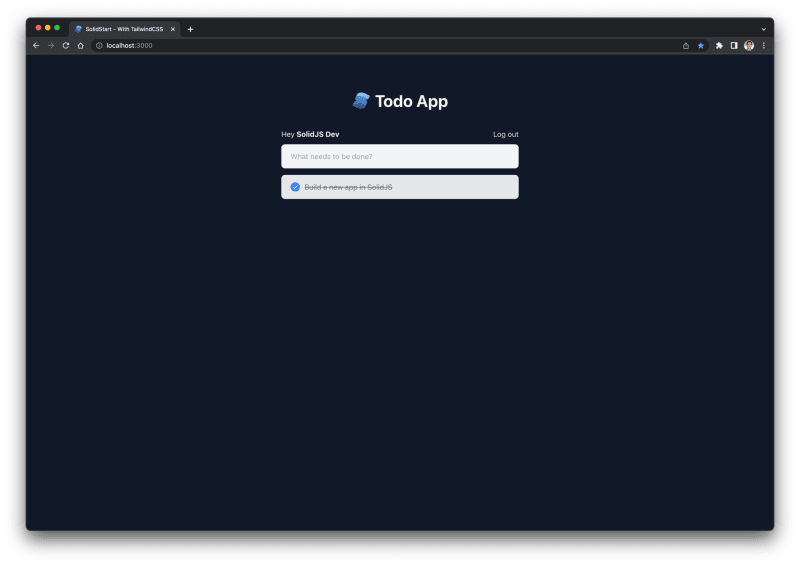 SolidStart - With TailwindCSS
localhost:3000
Todo App
Hey SolidJS Dev
Log out
What needs to be done?
Build a new app in SolidJS